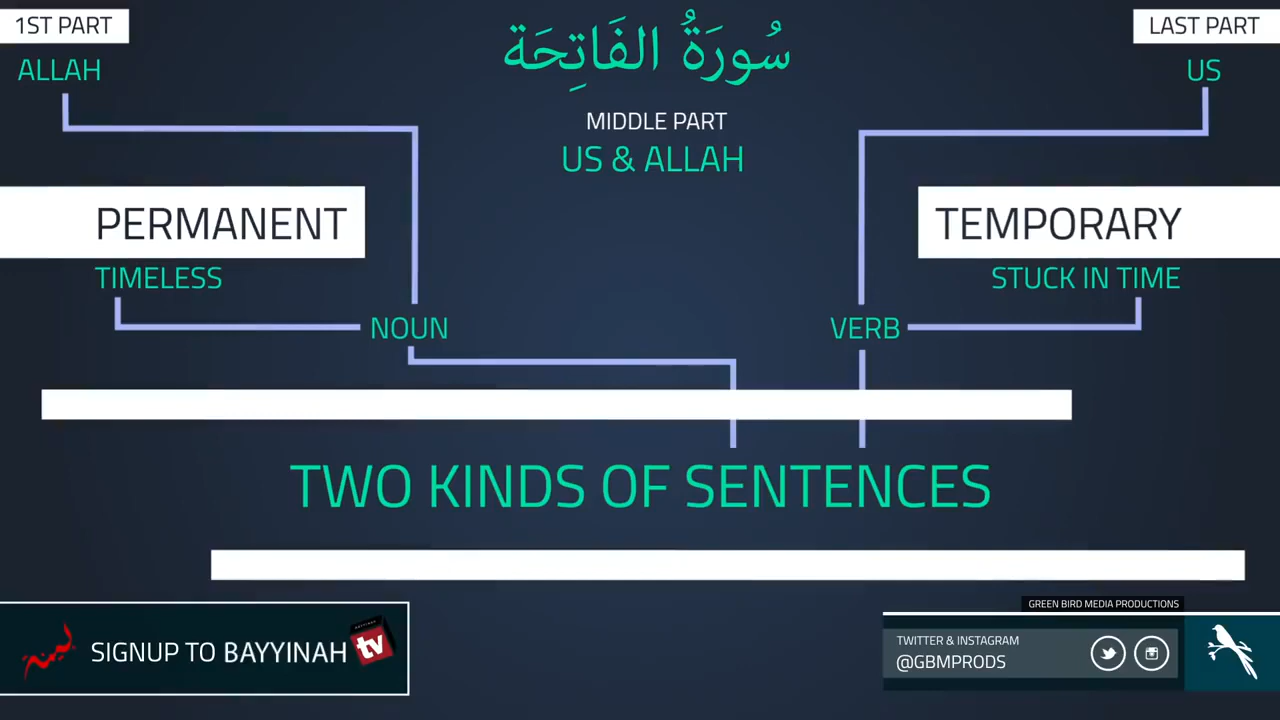 1ST PART
سُورَةُ الفَاتِحَة
LAST PART
ALLAH
US
MIDDLE PART
US & ALLAH
PERMANENT
TEMPORARY
TIMELESS
STUCK IN TIME
NOUN
VERB
TWO KINDS OF SENTENCES
GREEN BIRD MEDIA PRODUCTIONS
SIGNUP TO BAYYINAH
tv
TWITTER & INSTAGRAM
@GBMPRODS